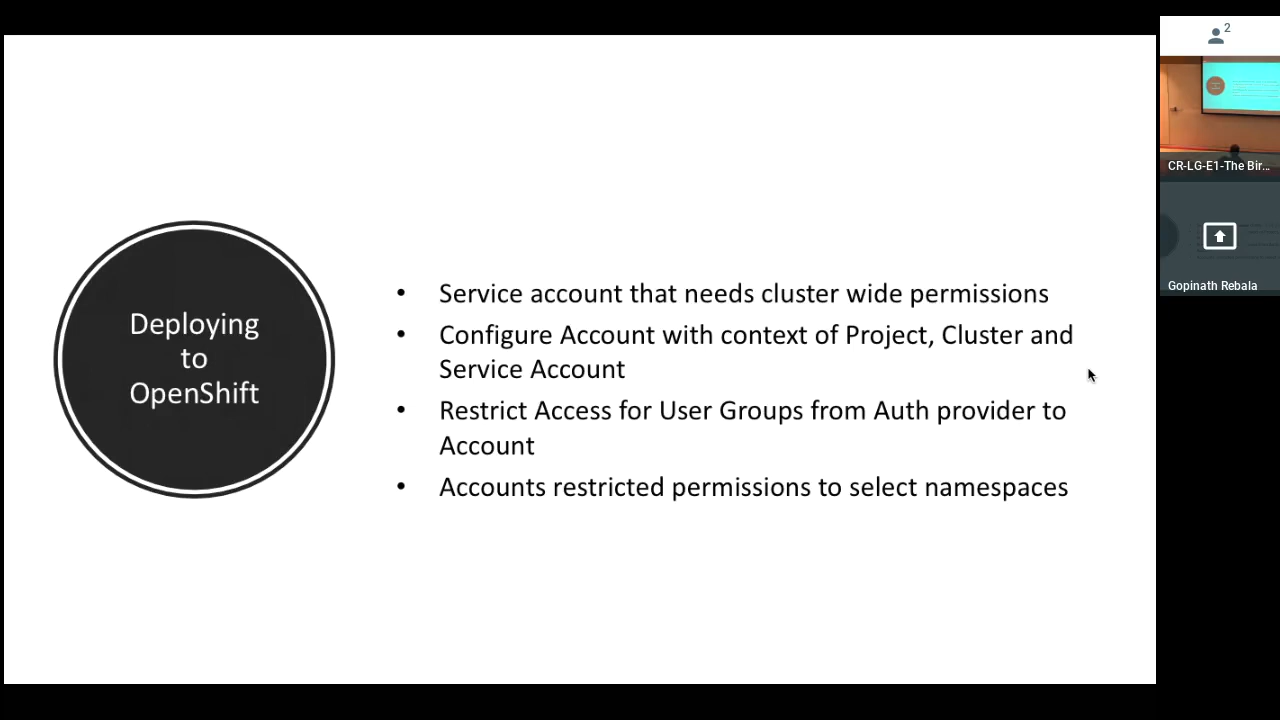 Deploying
to
OpenShift
• Service account that needs cluster wide permissions
• Configure Account with context of Project, Cluster and
Service Account
• Restrict Access for User Groups from Auth provider to
Account
• Accounts restricted permissions to select namespaces
2
CR-LG-E1-The Bir...
Gopinath Rebala